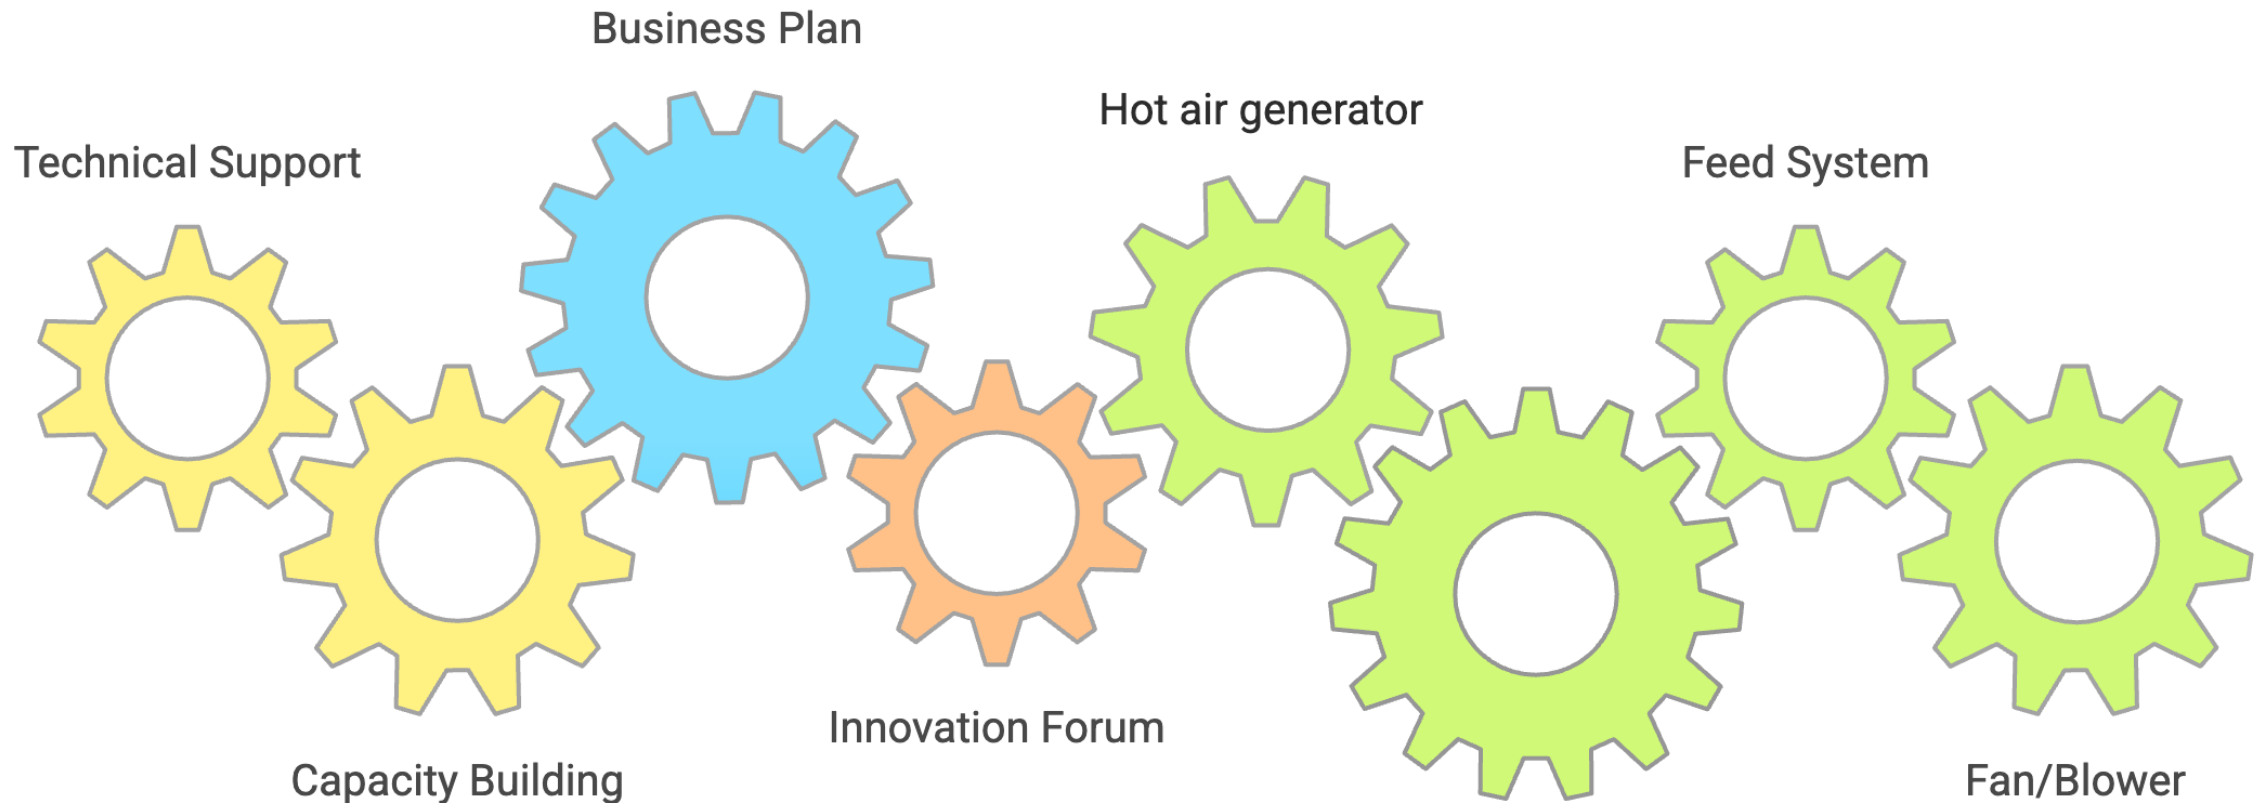 Business Plan
Hot air generator
Technical Support
Feed System
Innovation Forum
Capacity Building
Fan/Blower